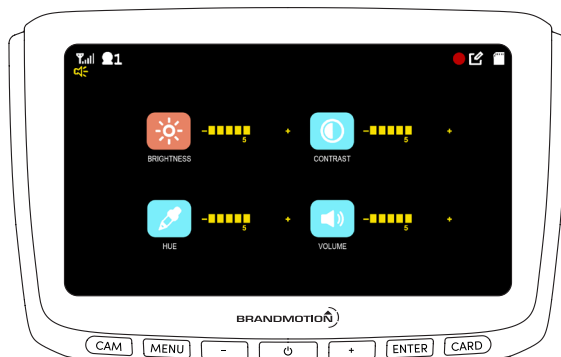 1
- +
5
BRIGHTNESS
- +
5
CONTRAST
- +
5
HUE
- +
5
VOLUME
BRANDMOTION
CAM MENU - + ENTER CARD